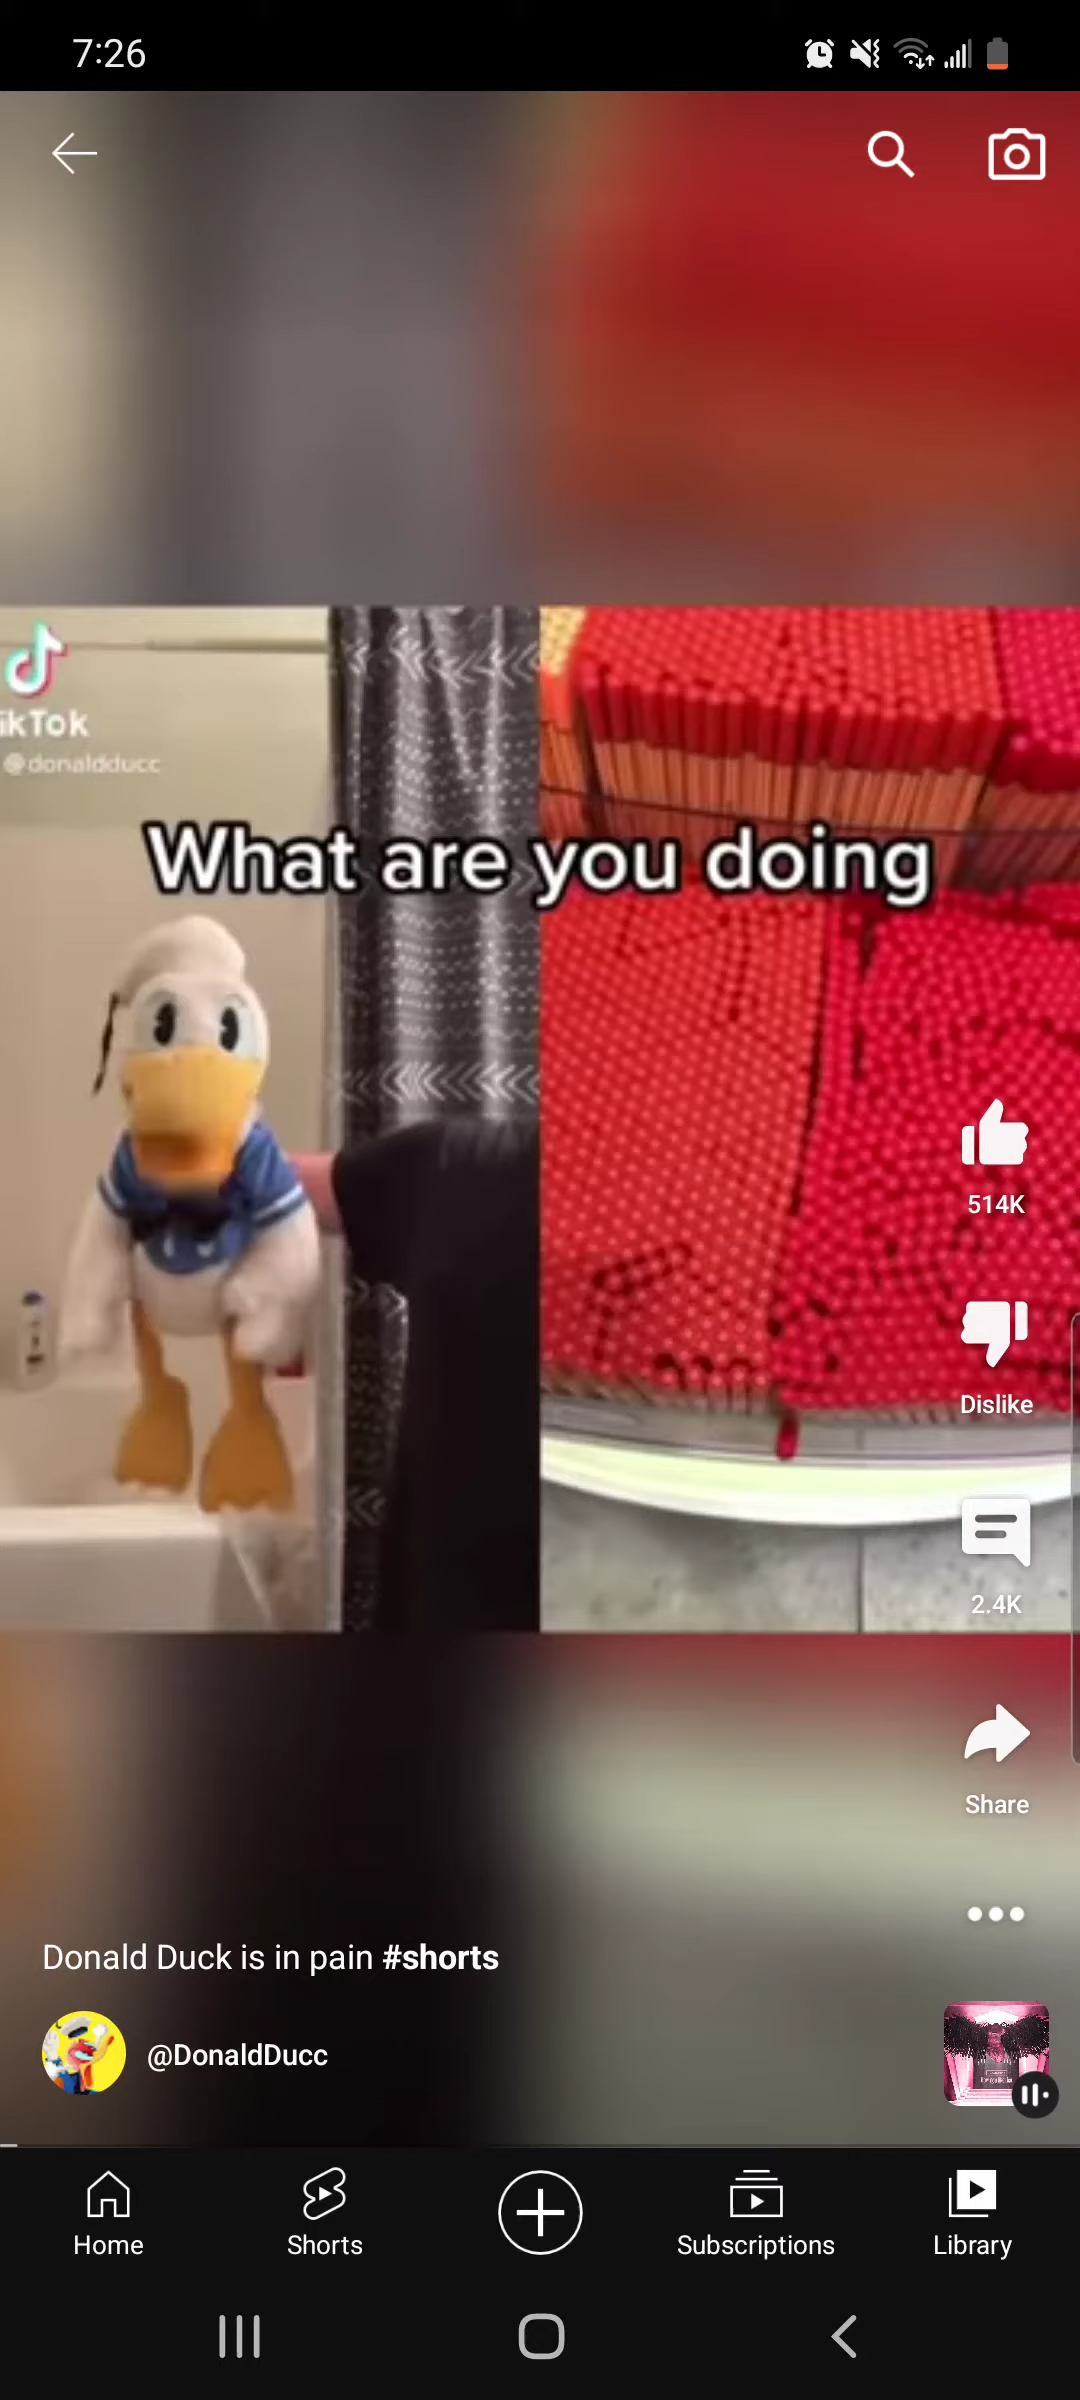 7:26
ikTok
@donaldducc
What are you doing
514K
Dislike
2.4K
Share
Donald Duck is in pain #shorts
@DonaldDucc
Home
Shorts
Subscriptions
Library